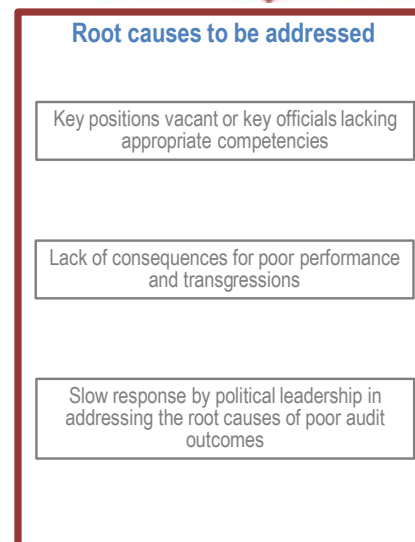 Root causes to be addressed
Key positions vacant or key officials lacking
appropriate competencies
Lack of consequences for poor performance
and transgressions
Slow response by political leadership in
addressing the root causes of poor audit
outcomes